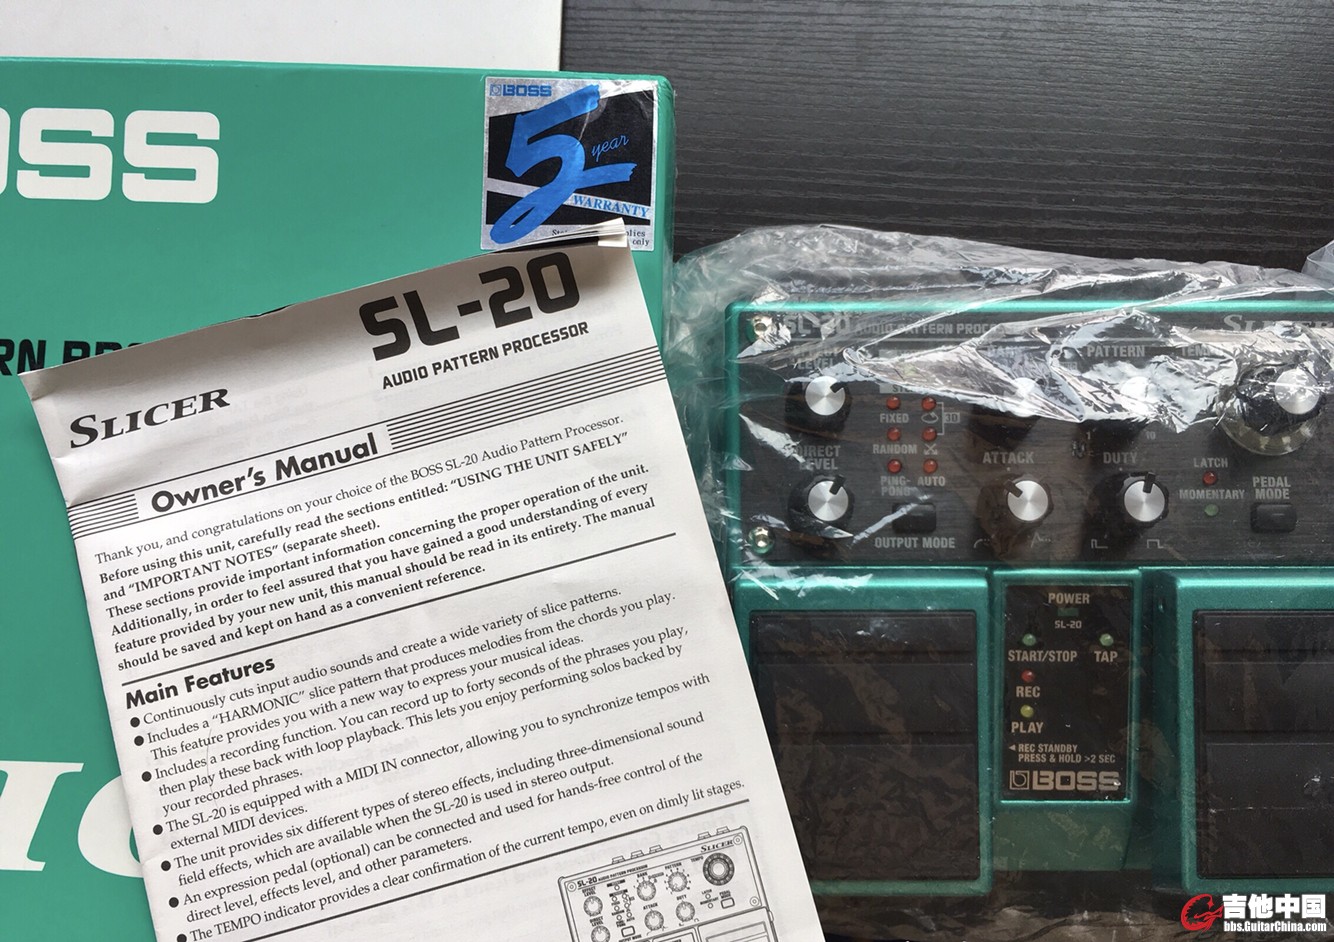 BOSS
5
year
WARRANTY
only
SL-20
AUDIO PATTERN PROCESSOR
SLICER
Owner's Manual
Thank you, and congratulations on your choice of the BOSS SL-20 Audio Pattern Processor.
Before using this unit, carefully read the sections entitled: “USING THE UNIT SAFELY”
and “IMPORTANT NOTES” (separate sheet).
These sections provide important information concerning the proper operation of the unit.
Additionally, in order to feel assured that you have gained a good understanding of every
feature provided by your new unit, this manual should be read in its entirety. The manual
should be saved and kept on hand as a convenient reference.
Main Features
● Continuously cuts input audio sounds and create a wide variety of slice patterns.
● Includes a “HARMONIC” slice pattern that produces melodies from the chords you play.
This feature provides you with a new way to express your musical ideas.
● Includes a recording function. You can record up to forty seconds of the phrases you play,
then play these back with loop playback. This lets you enjoy performing solos backed by
your recorded phrases.
● The SL-20 is equipped with a MIDI IN connector, allowing you to synchronize tempos with
external MIDI devices.
● The unit provides six different types of stereo effects, including three-dimensional sound
field effects, which are available when the SL-20 is used in stereo output.
● An expression pedal (optional) can be connected and used for hands-free control of the
direct level, effects level, and other parameters.
● The TEMPO indicator provides a clear confirmation of the current tempo, even on dimly lit stages.
SL-20 AUDIO PATTERN PROCESSOR
SLICER
SL-20 AUDIO PATTERN PROCESSOR
PATTERN
FIXED
3D
RANDOM
PING-
PONG
AUTO
DIRECT
LEVEL
ATTACK
DUTY
10
LATCH
MOMENTARY
PEDAL
MODE
OUTPUT MODE
POWER
SL-20
START/STOP
TAP
REC
PLAY
◀ REC STANDBY
PRESS & HOLD >2 SEC
BOSS
吉他中国
bbs.GuitarChina.com